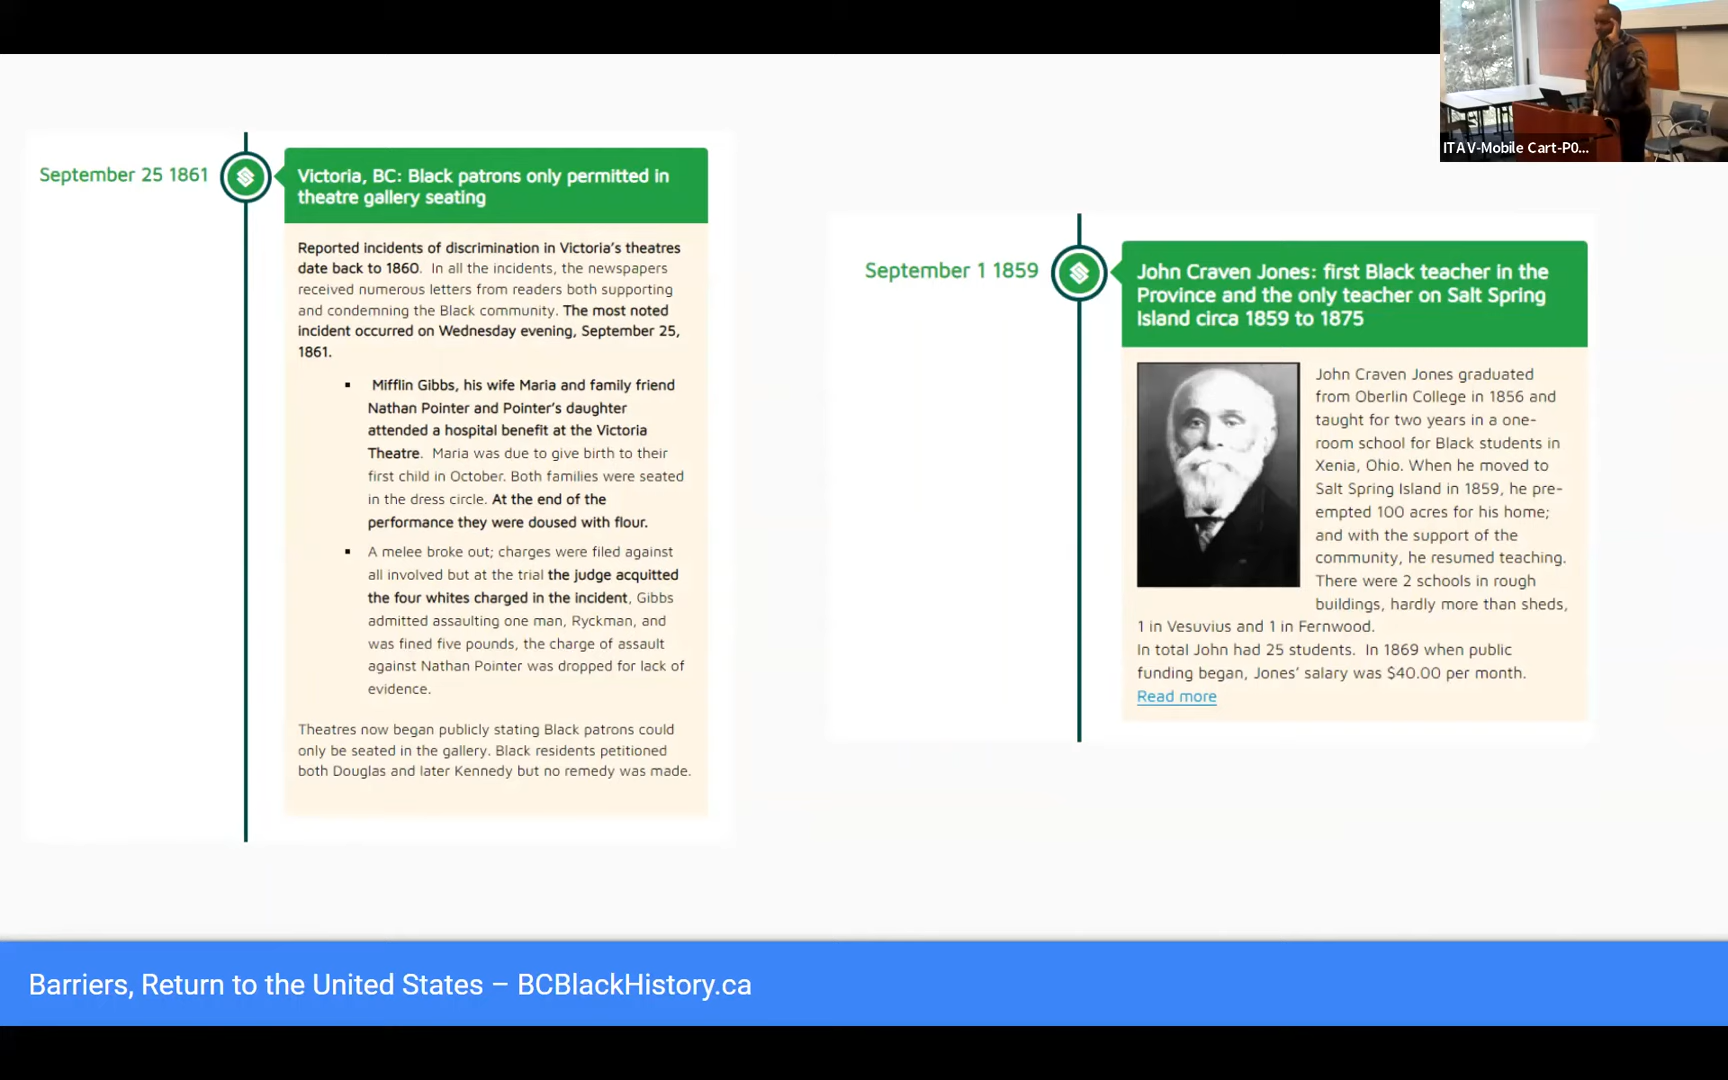 ITAV-Mobile Cart-P0...
September 25 1861
Victoria, BC: Black patrons only permitted in
theatre gallery seating
Reported incidents of discrimination in Victoria's theatres
date back to 1860. In all the incidents, the newspapers
received numerous letters from readers both supporting
and condemning the Black community. The most noted
incident occurred on Wednesday evening, September 25,
1861.
▪ Mifflin Gibbs, his wife Maria and family friend
Nathan Pointer and Pointer's daughter
attended a hospital benefit at the Victoria
Theatre. Maria was due to give birth to their
first child in October. Both families were seated
in the dress circle. At the end of the
performance they were doused with flour.
▪ A melee broke out; charges were filed against
all involved but at the trial the judge acquitted
the four whites charged in the incident, Gibbs
admitted assaulting one man, Ryckman, and
was fined five pounds, the charge of assault
against Nathan Pointer was dropped for lack of
evidence.
Theatres now began publicly stating Black patrons could
only be seated in the gallery. Black residents petitioned
both Douglas and later Kennedy but no remedy was made.
September 1 1859
John Craven Jones: first Black teacher in the
Province and the only teacher on Salt Spring
Island circa 1859 to 1875
John Craven Jones graduated
from Oberlin College in 1856 and
taught for two years in a one-
room school for Black students in
Xenia, Ohio. When he moved to
Salt Spring Island in 1859, he pre-
empted 100 acres for his home;
and with the support of the
community, he resumed teaching.
There were 2 schools in rough
buildings, hardly more than sheds,
1 in Vesuvius and 1 in Fernwood.
In total John had 25 students. In 1869 when public
funding began, Jones' salary was $40.00 per month.
Read more
Barriers, Return to the United States – BCBlackHistory.ca